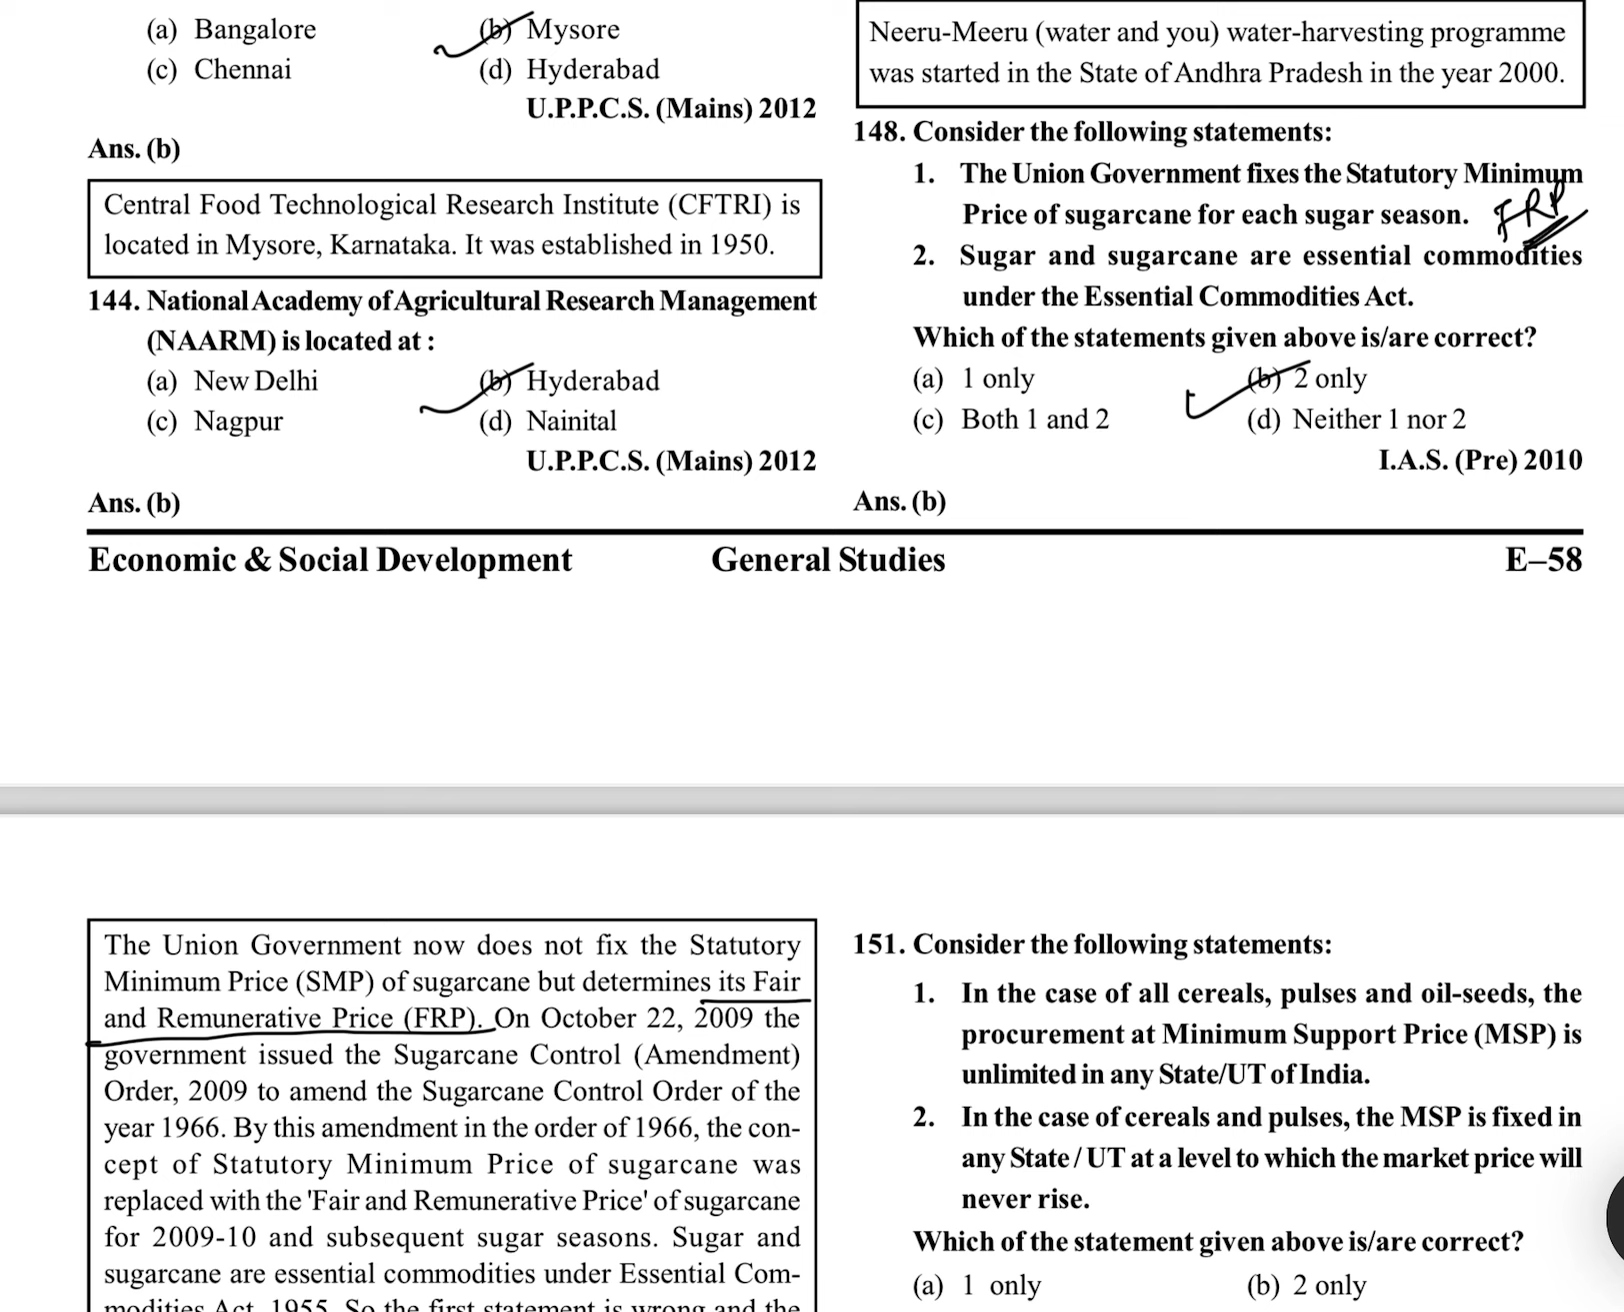 (a) Bangalore (b) Mysore
(c) Chennai (d) Hyderabad
U.P.P.C.S. (Mains) 2012
Ans. (b)
Central Food Technological Research Institute (CFTRI) is
located in Mysore, Karnataka. It was established in 1950.
144. National Academy of Agricultural Research Management
(NAARM) is located at :
(a) New Delhi (b) Hyderabad
(c) Nagpur (d) Nainital
U.P.P.C.S. (Mains) 2012
Ans. (b)
Neeru-Meeru (water and you) water-harvesting programme
was started in the State of Andhra Pradesh in the year 2000.
148. Consider the following statements:
1. The Union Government fixes the Statutory Minimum
Price of sugarcane for each sugar season. FRP
2. Sugar and sugarcane are essential commodities
under the Essential Commodities Act.
Which of the statements given above is/are correct?
(a) 1 only (b) 2 only
(c) Both 1 and 2 (d) Neither 1 nor 2
I.A.S. (Pre) 2010
Ans. (b)
Economic & Social Development General Studies E–58
The Union Government now does not fix the Statutory
Minimum Price (SMP) of sugarcane but determines its Fair
and Remunerative Price (FRP). On October 22, 2009 the
government issued the Sugarcane Control (Amendment)
Order, 2009 to amend the Sugarcane Control Order of the
year 1966. By this amendment in the order of 1966, the con-
cept of Statutory Minimum Price of sugarcane was
replaced with the 'Fair and Remunerative Price' of sugarcane
for 2009-10 and subsequent sugar seasons. Sugar and
sugarcane are essential commodities under Essential Com-
modities Act, 1955. So the first statement is wrong and the
151. Consider the following statements:
1. In the case of all cereals, pulses and oil-seeds, the
procurement at Minimum Support Price (MSP) is
unlimited in any State/UT of India.
2. In the case of cereals and pulses, the MSP is fixed in
any State / UT at a level to which the market price will
never rise.
Which of the statement given above is/are correct?
(a) 1 only (b) 2 only